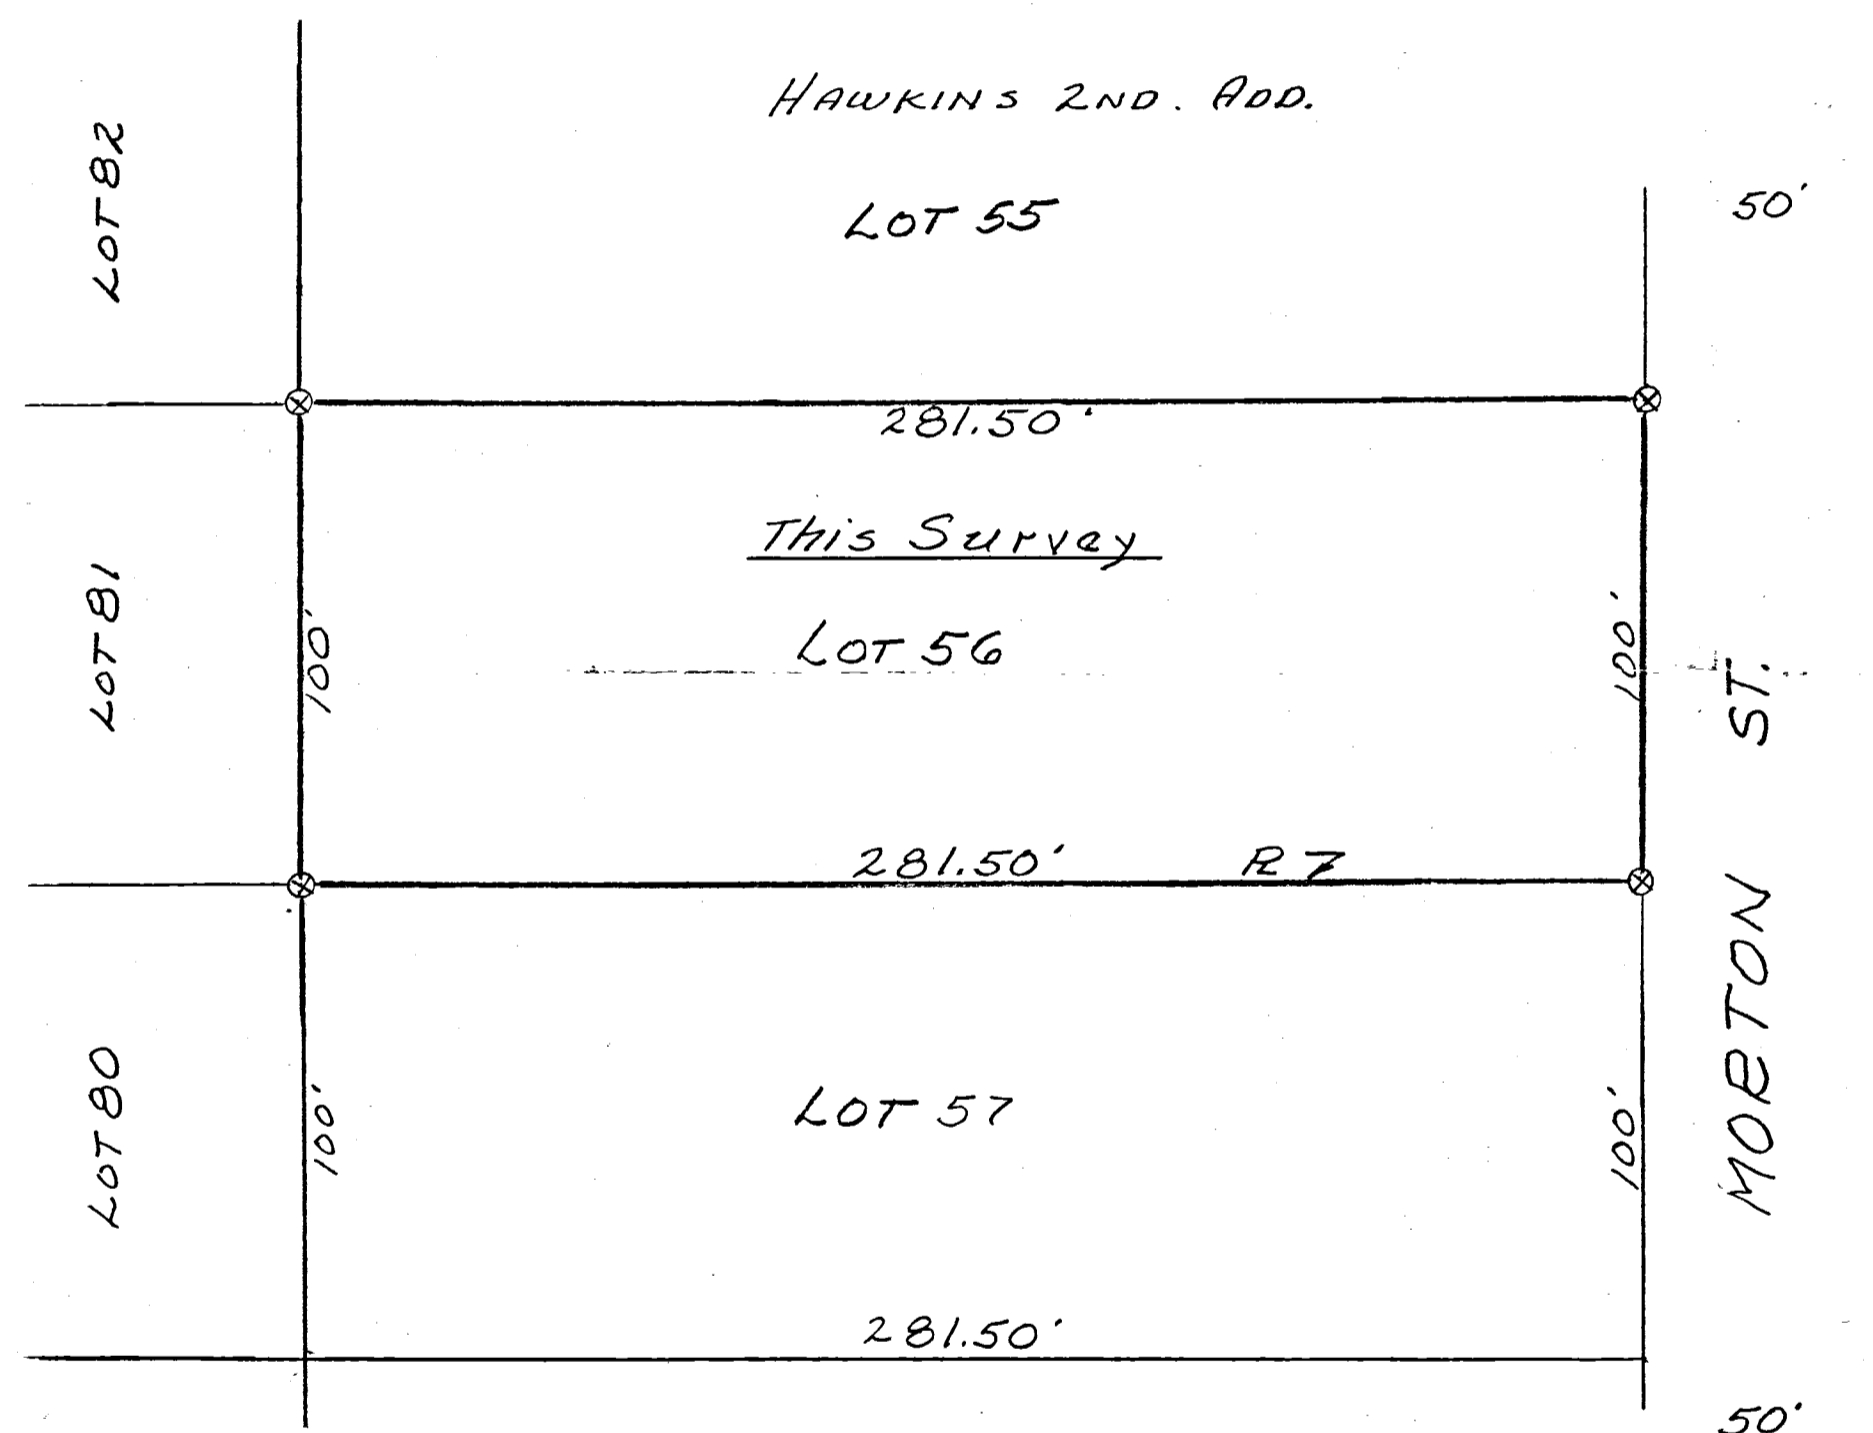 HAWKINS 2ND. ADD.
LOT 82
LOT 55
50'
281.50'
This Survey
LOT 81
100'
LOT 56
100'
MORTON ST.
281.50' R 7
LOT 80
100'
LOT 57
100'
281.50'
50'